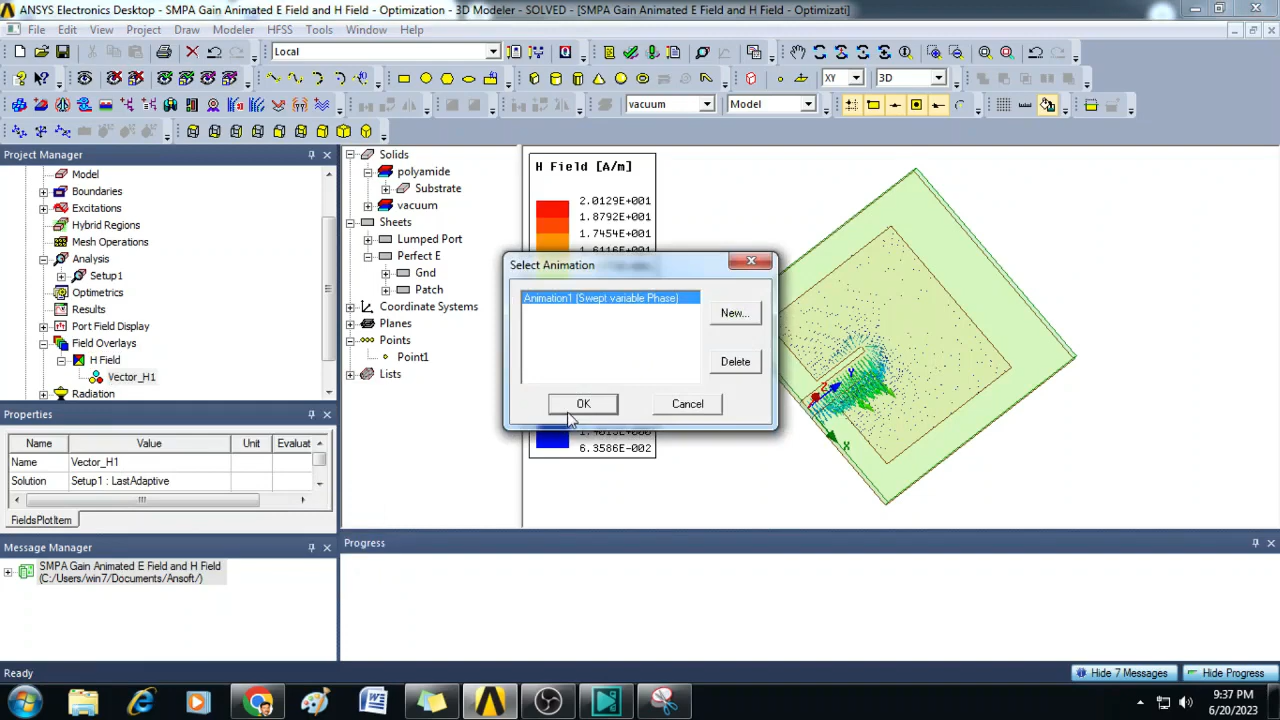 ANSYS Electronics Desktop - SMPA Gain Animated E Field and H Field - Optimization - 3D Modeler - SOLVED - [SMPA Gain Animated E Field and H Field - Optimizati]
File Edit View Project Draw Modeler HFSS Tools Window Help
Local
XY 3D
vacuum Model
Project Manager
Model
Boundaries
Excitations
Hybrid Regions
Mesh Operations
Analysis
Setup1
Optimetrics
Results
Port Field Display
Field Overlays
H Field
Vector_H1
Radiation
Solids
polyamide
Substrate
vacuum
Sheets
Lumped Port
Perfect E
Gnd
Patch
Coordinate Systems
Planes
Points
Point1
Lists
H Field [A/m]
2.0129E+001
1.8792E+001
1.7454E+001
6.3586E-002
Select Animation
Animation1 (Swept variable Phase)
New...
Delete
OK Cancel
Z
Y
X
Properties
Name Value Unit Evaluat
Name Vector_H1
Solution Setup1 : LastAdaptive
FieldsPlotItem
Message Manager
SMPA Gain Animated E Field and H Field
(C:/Users/win7/Documents/Ansoft/)
Progress
Ready
Hide 7 Messages Hide Progress
9:37 PM
6/20/2023